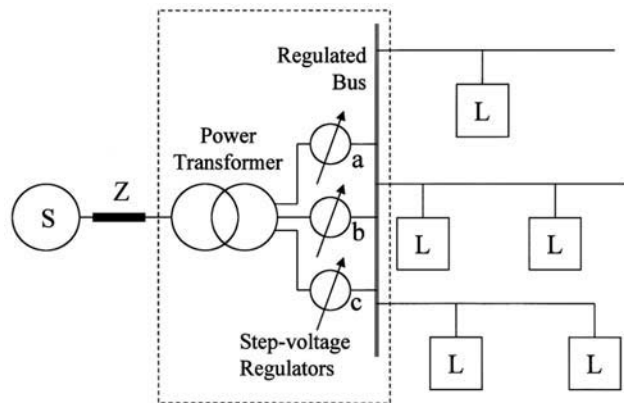 Regulated
Bus
L
Power
Transformer
a
Z
S
b
L
L
c
Step-voltage
Regulators
L
L